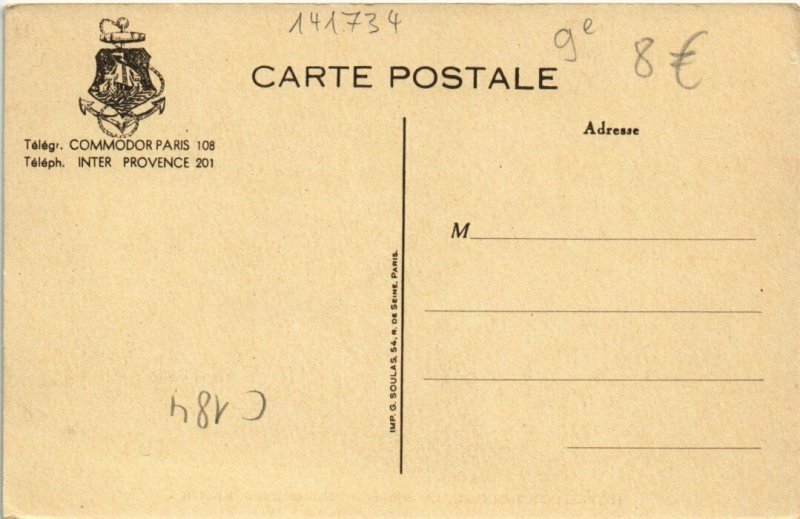 141734
9e
8€
CARTE POSTALE
Télégr. COMMODOR PARIS 108
Téléph. INTER PROVENCE 201
Adresse
M
IMP. G. SOULAS, 54, R. DE SEINE, PARIS.
C 184